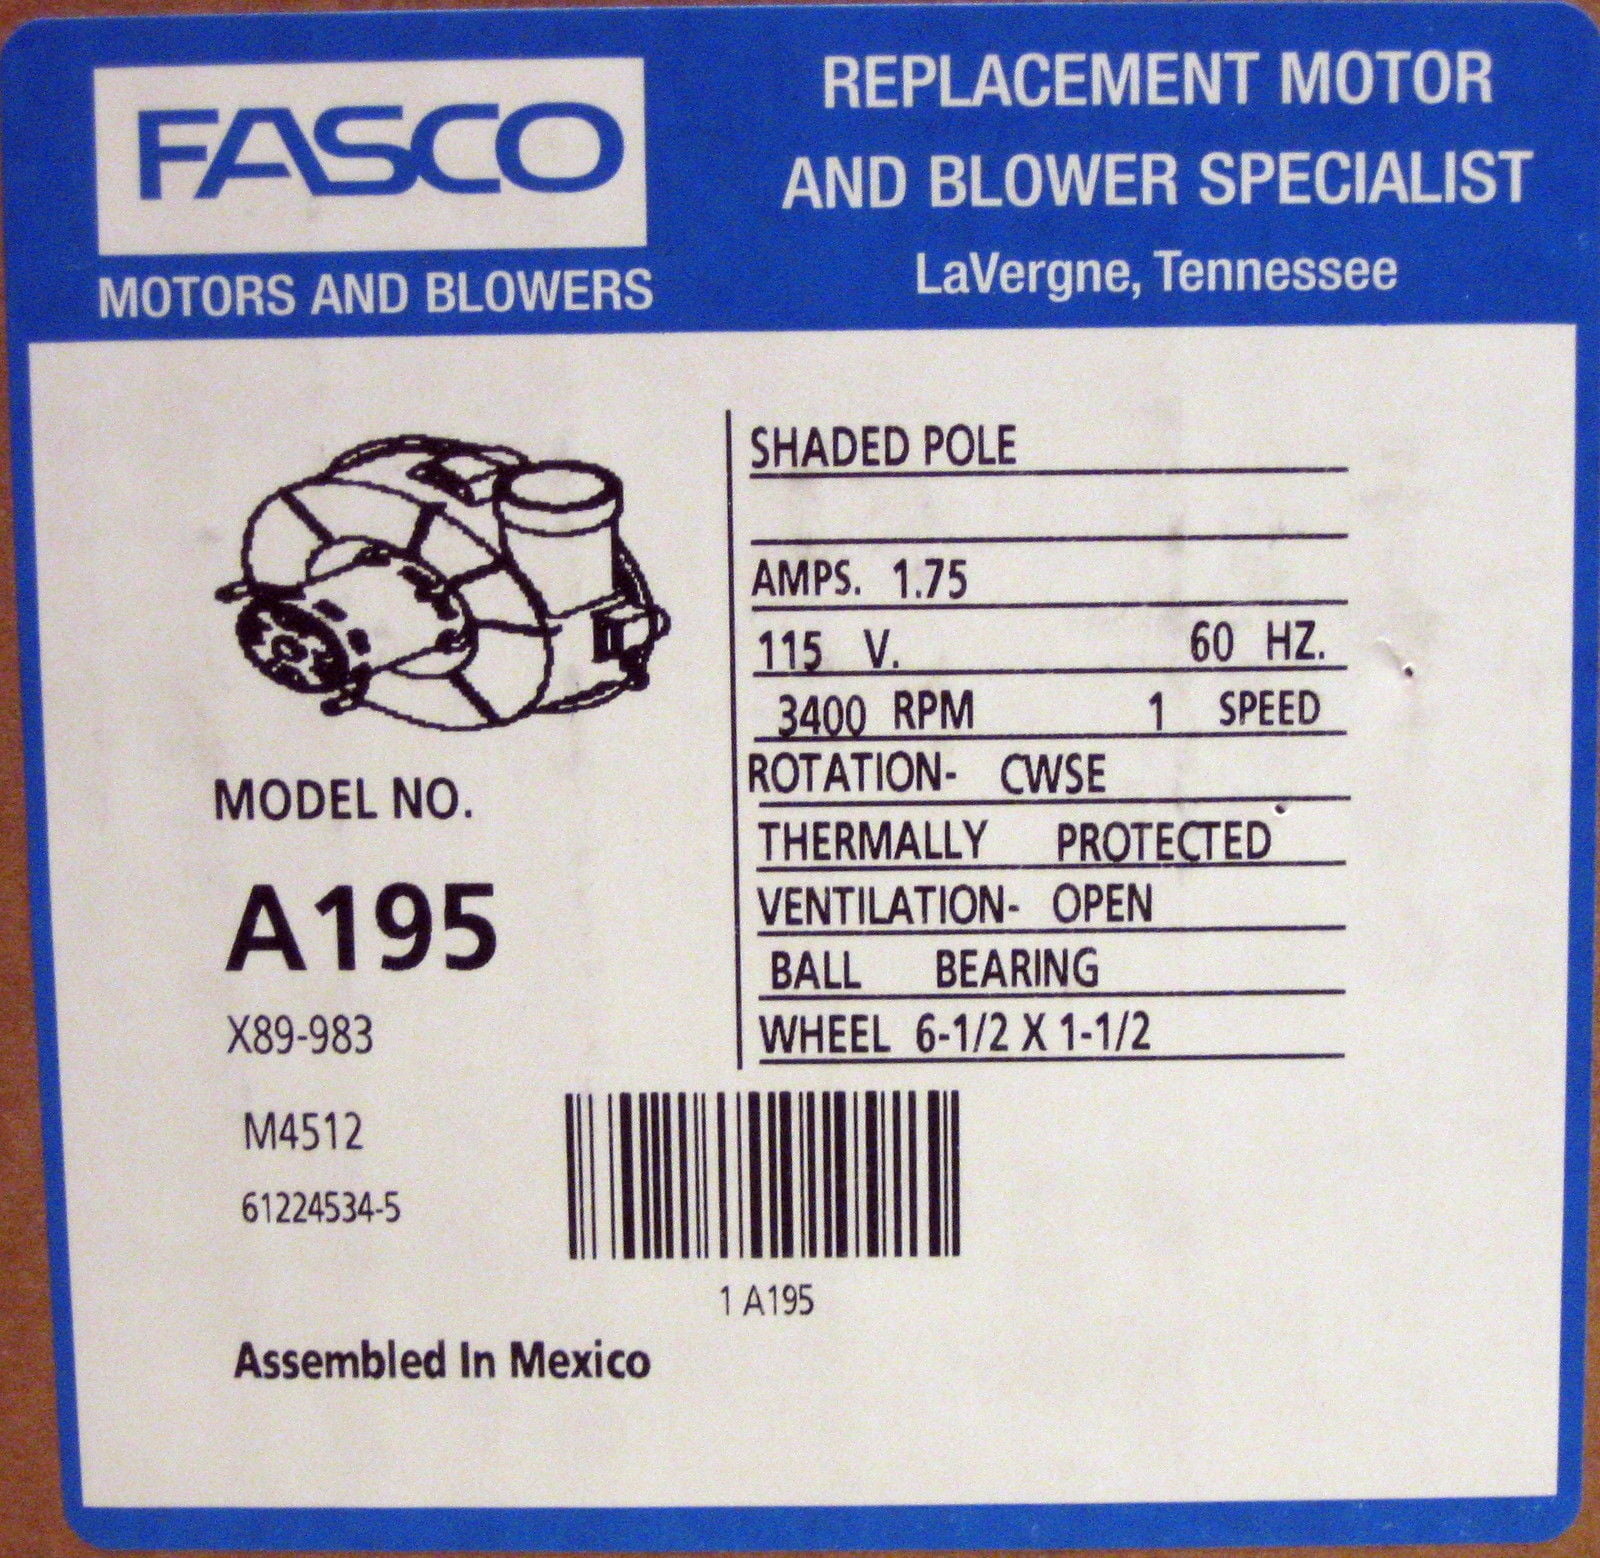 FASCO
MOTORS AND BLOWERS
REPLACEMENT MOTOR
AND BLOWER SPECIALIST
LaVergne, Tennessee
MODEL NO.
A195
X89-983
M4512
61224534-5
SHADED POLE
AMPS. 1.75
115 V. 60 HZ.
3400 RPM 1 SPEED
ROTATION- CWSE
THERMALLY PROTECTED
VENTILATION- OPEN
BALL BEARING
WHEEL 6-1/2 X 1-1/2
1 A195
Assembled In Mexico